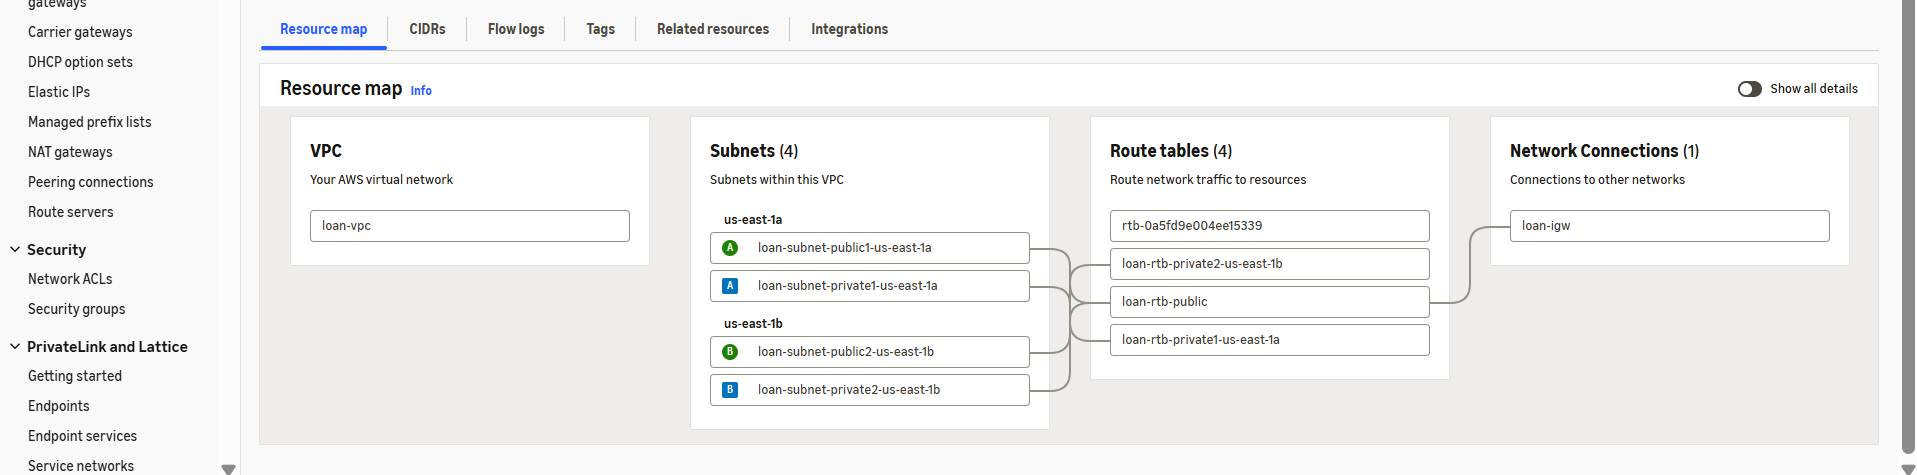 gateways
Carrier gateways
DHCP option sets
Elastic IPs
Managed prefix lists
NAT gateways
Peering connections
Route servers
Security
Network ACLs
Security groups
PrivateLink and Lattice
Getting started
Endpoints
Endpoint services
Service networks
Resource map
CIDRs
Flow logs
Tags
Related resources
Integrations
Resource map Info
Show all details
VPC
Your AWS virtual network
loan-vpc
Subnets (4)
Subnets within this VPC
us-east-1a
A loan-subnet-public1-us-east-1a
A loan-subnet-private1-us-east-1a
us-east-1b
B loan-subnet-public2-us-east-1b
B loan-subnet-private2-us-east-1b
Route tables (4)
Route network traffic to resources
rtb-0a5fd9e004ee15339
loan-rtb-private2-us-east-1b
loan-rtb-public
loan-rtb-private1-us-east-1a
Network Connections (1)
Connections to other networks
loan-igw